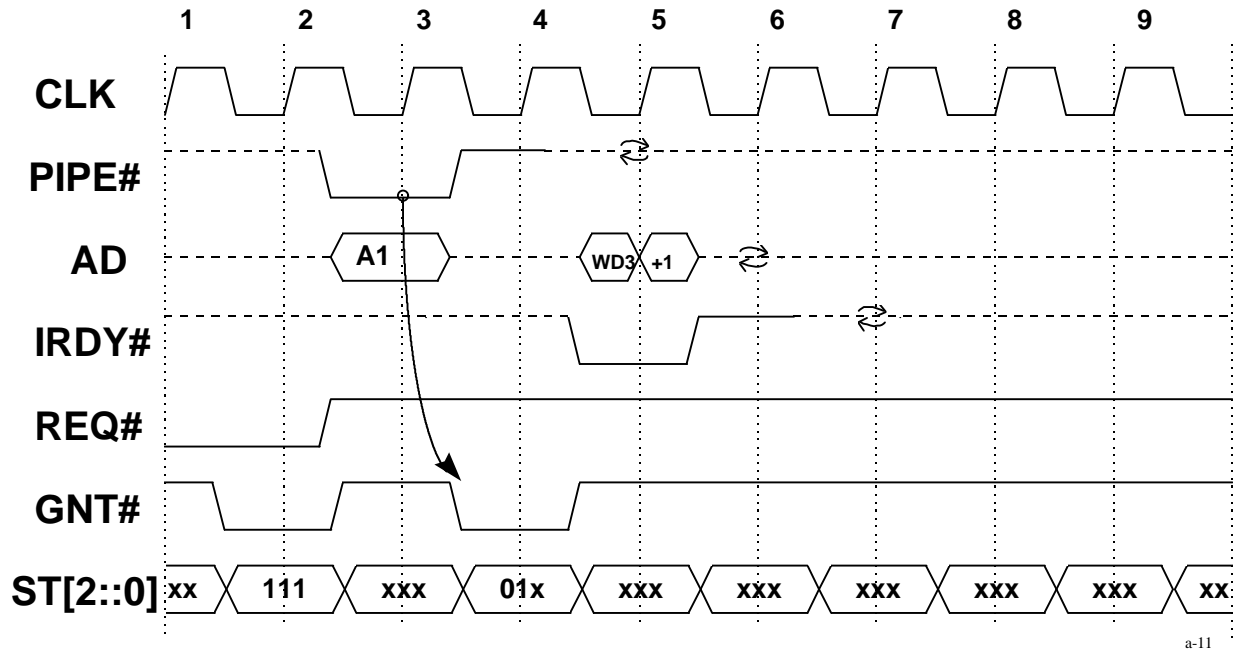 1 2 3 4 5 6 7 8 9
CLK
PIPE#
AD A1 WD3 +1
IRDY#
REQ#
GNT#
ST[2::0] xx 111 xxx 01x xxx xxx xxx xxx xxx xx
a-11